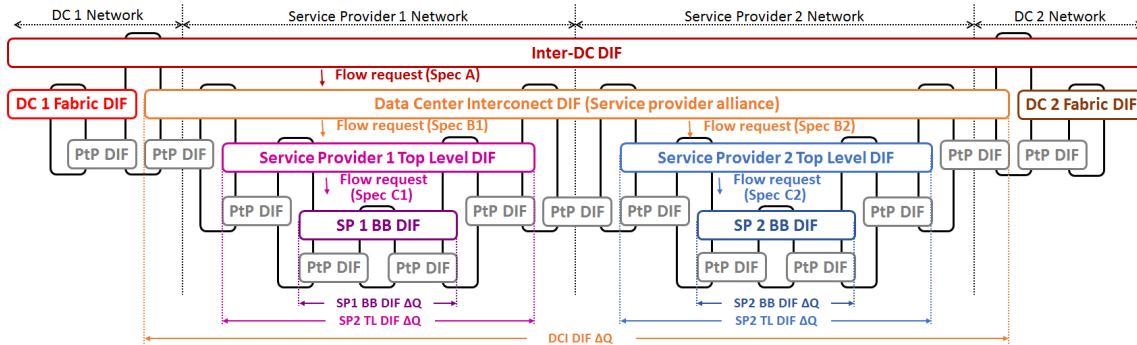 DC 1 Network
Service Provider 1 Network
Service Provider 2 Network
DC 2 Network
Inter-DC DIF
Flow request (Spec A)
DC 1 Fabric DIF
Data Center Interconect DIF (Service provider alliance)
DC 2 Fabric DIF
Flow request (Spec B1)
Flow request (Spec B2)
PtP DIF
PtP DIF
Service Provider 1 Top Level DIF
Service Provider 2 Top Level DIF
PtP DIF
PtP DIF
Flow request
(Spec C1)
Flow request
(Spec C2)
PtP DIF
SP 1 BB DIF
PtP DIF
PtP DIF
PtP DIF
SP 2 BB DIF
PtP DIF
PtP DIF
PtP DIF
PtP DIF
PtP DIF
SP1 BB DIF ΔQ
SP2 BB DIF ΔQ
SP2 TL DIF ΔQ
SP2 TL DIF ΔQ
DCI DIF ΔQ